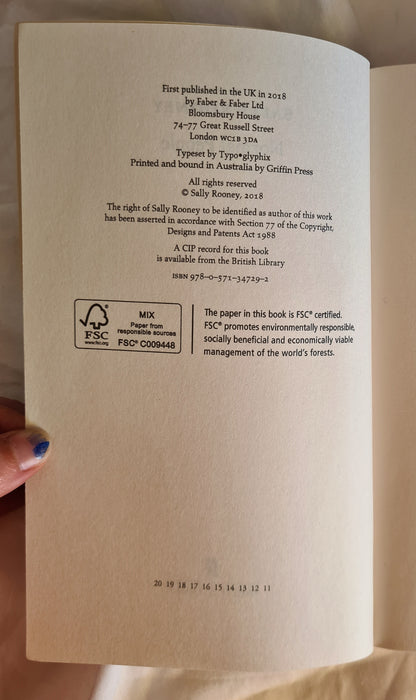 First published in the UK in 2018
by Faber & Faber Ltd
Bloomsbury House
74–77 Great Russell Street
London WC1B 3DA
Typeset by Typo•glyphix
Printed and bound in Australia by Griffin Press
All rights reserved
© Sally Rooney, 2018
The right of Sally Rooney to be identified as author of this work
has been asserted in accordance with Section 77 of the Copyright,
Designs and Patents Act 1988
A CIP record for this book
is available from the British Library
ISBN 978–0–571–34729–2
FSC
www.fsc.org
MIX
Paper from
responsible sources
FSC® C009448
The paper in this book is FSC® certified.
FSC® promotes environmentally responsible,
socially beneficial and economically viable
management of the world's forests.
20 19 18 17 16 15 14 13 12 11